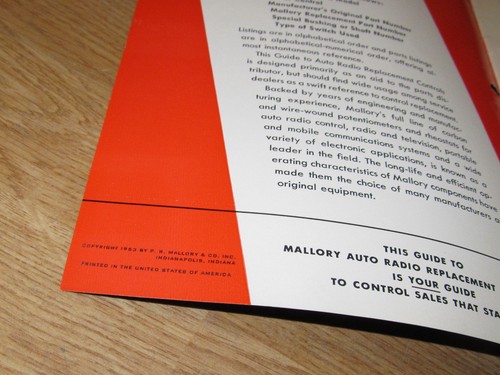 Control
Manufacturer's Original Part Number
Mallory Replacement Part Number
Special Bushing or Shaft Number
Type of Switch Used
Listings are in alphabetical order and parts listings
are in alphabetical-numerical order, offering al-
most instantaneous reference.
This Guide to Auto Radio Replacement Controls
is designed primarily as an aid to the parts dis-
tributor, but should find wide usage among service
dealers as a swift reference to control replacement.
Backed by years of engineering and manufac-
turing experience, Mallory's full line of carbon
and wire-wound potentiometers and rheostats for
auto radio control, radio and television, portable
and mobile communications systems and a wide
variety of electronic applications, is known as a
leader in the field. The long-life and efficient op-
erating characteristics of Mallory components have
made them the choice of many manufacturers
original equipment.
COPYRIGHT 1953 BY P. R. MALLORY & CO. INC.
INDIANAPOLIS, INDIANA
PRINTED IN THE UNITED STATES OF AMERICA
THIS GUIDE TO
MALLORY AUTO RADIO REPLACEMENT
IS YOUR GUIDE
TO CONTROL SALES THAT STA